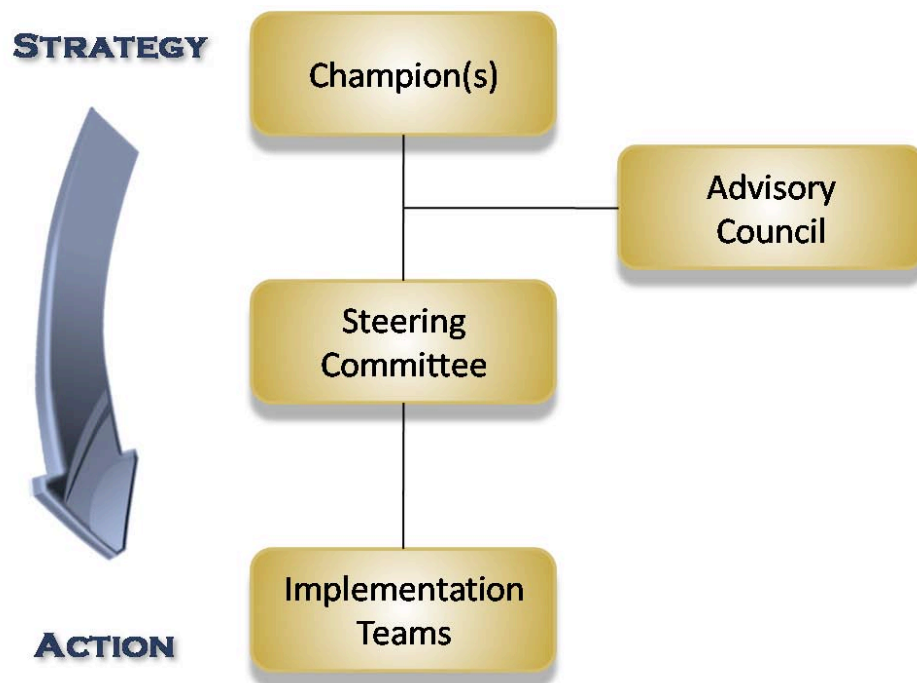 STRATEGY
Champion(s)
Advisory
Council
Steering
Committee
Implementation
Teams
ACTION